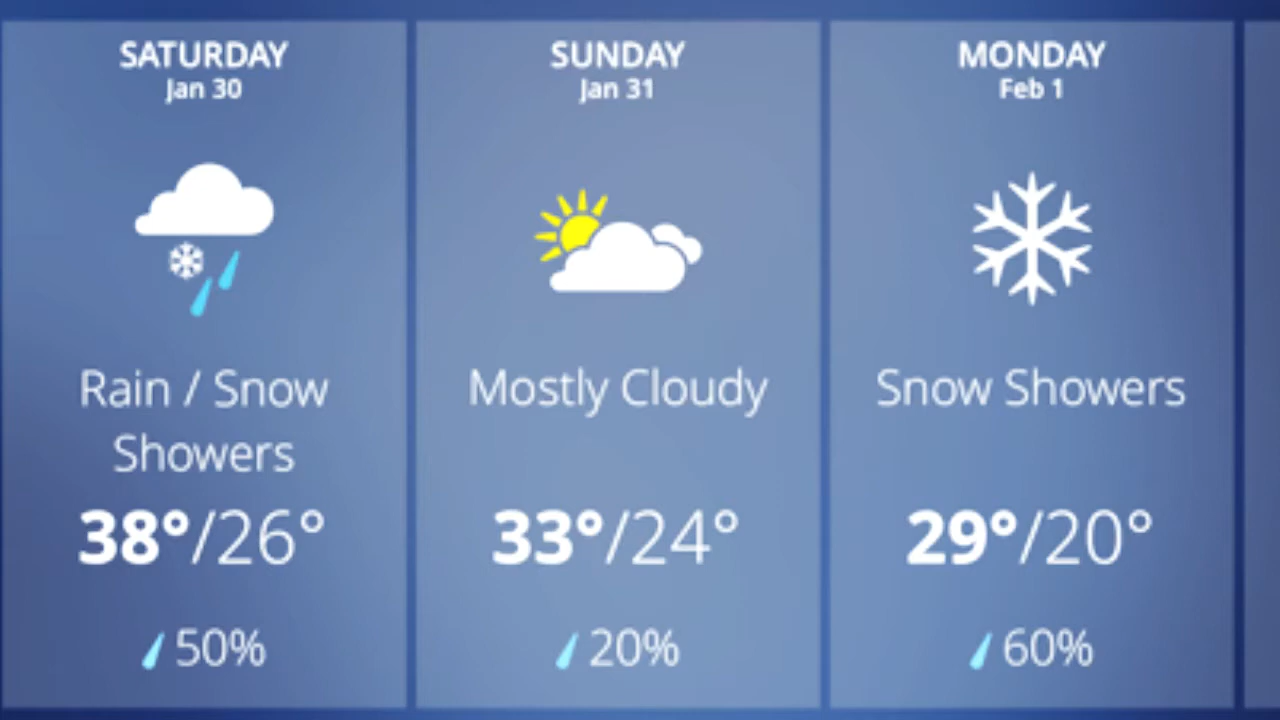 SATURDAY
Jan 30
Rain / Snow
Showers
38°/26°
50%
SUNDAY
Jan 31
Mostly Cloudy
33°/24°
20%
MONDAY
Feb 1
Snow Showers
29°/20°
60%